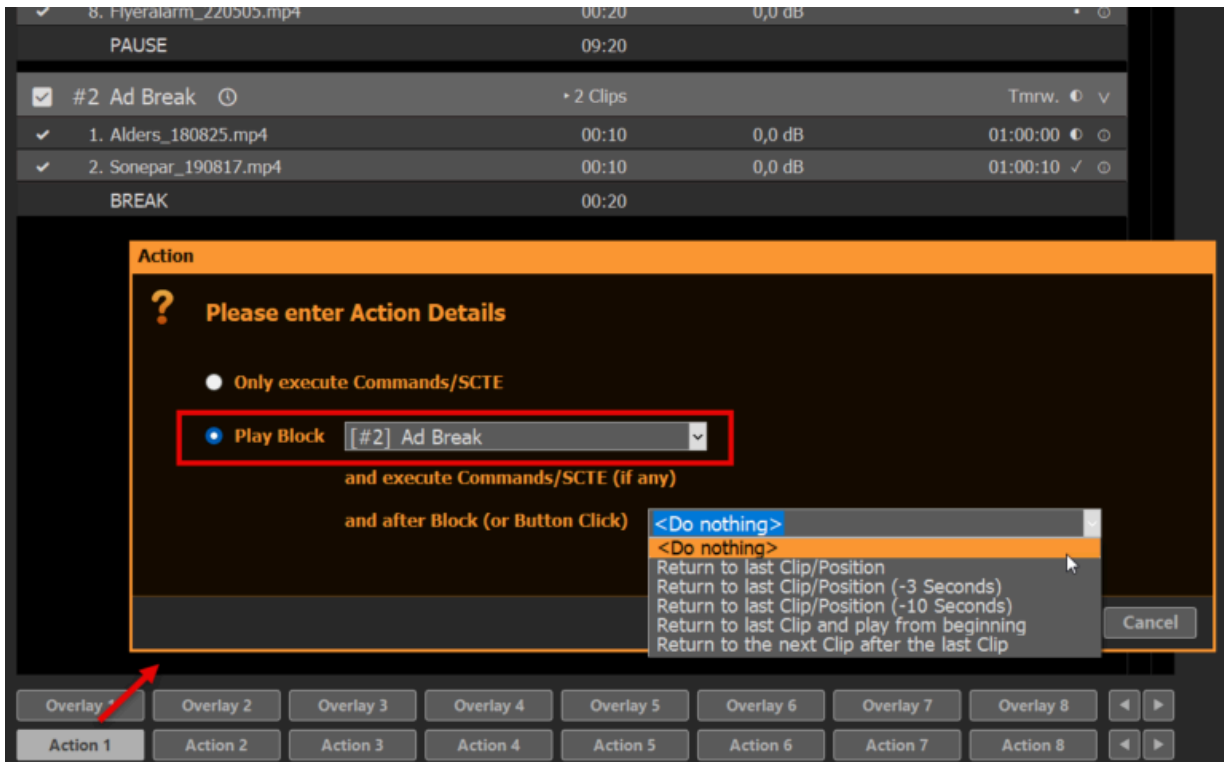 8. Flyeralarm_220505.mp4 00:20 0,0 dB
PAUSE 09:20
#2 Ad Break ‣ 2 Clips Tmrw.
1. Alders_180825.mp4 00:10 0,0 dB 01:00:00
2. Sonepar_190817.mp4 00:10 0,0 dB 01:00:10
BREAK 00:20
Action
? Please enter Action Details
Only execute Commands/SCTE
Play Block [#2] Ad Break
and execute Commands/SCTE (if any)
and after Block (or Button Click) <Do nothing>
<Do nothing>
Return to last Clip/Position
Return to last Clip/Position (-3 Seconds)
Return to last Clip/Position (-10 Seconds)
Return to last Clip and play from beginning
Return to the next Clip after the last Clip
Cancel
Overlay 1 Overlay 2 Overlay 3 Overlay 4 Overlay 5 Overlay 6 Overlay 7 Overlay 8
Action 1 Action 2 Action 3 Action 4 Action 5 Action 6 Action 7 Action 8